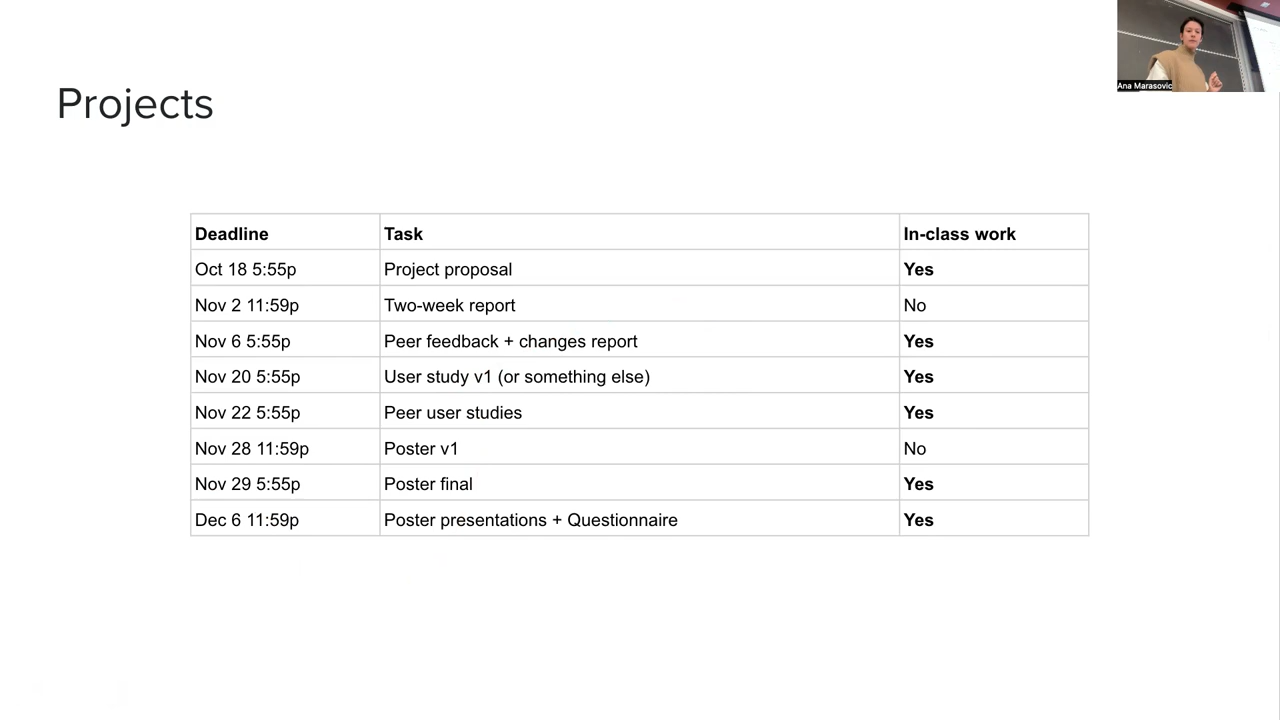 Ana Marasovic
Projects
Deadline Task In-class work
Oct 18 5:55p Project proposal Yes
Nov 2 11:59p Two-week report No
Nov 6 5:55p Peer feedback + changes report Yes
Nov 20 5:55p User study v1 (or something else) Yes
Nov 22 5:55p Peer user studies Yes
Nov 28 11:59p Poster v1 No
Nov 29 5:55p Poster final Yes
Dec 6 11:59p Poster presentations + Questionnaire Yes